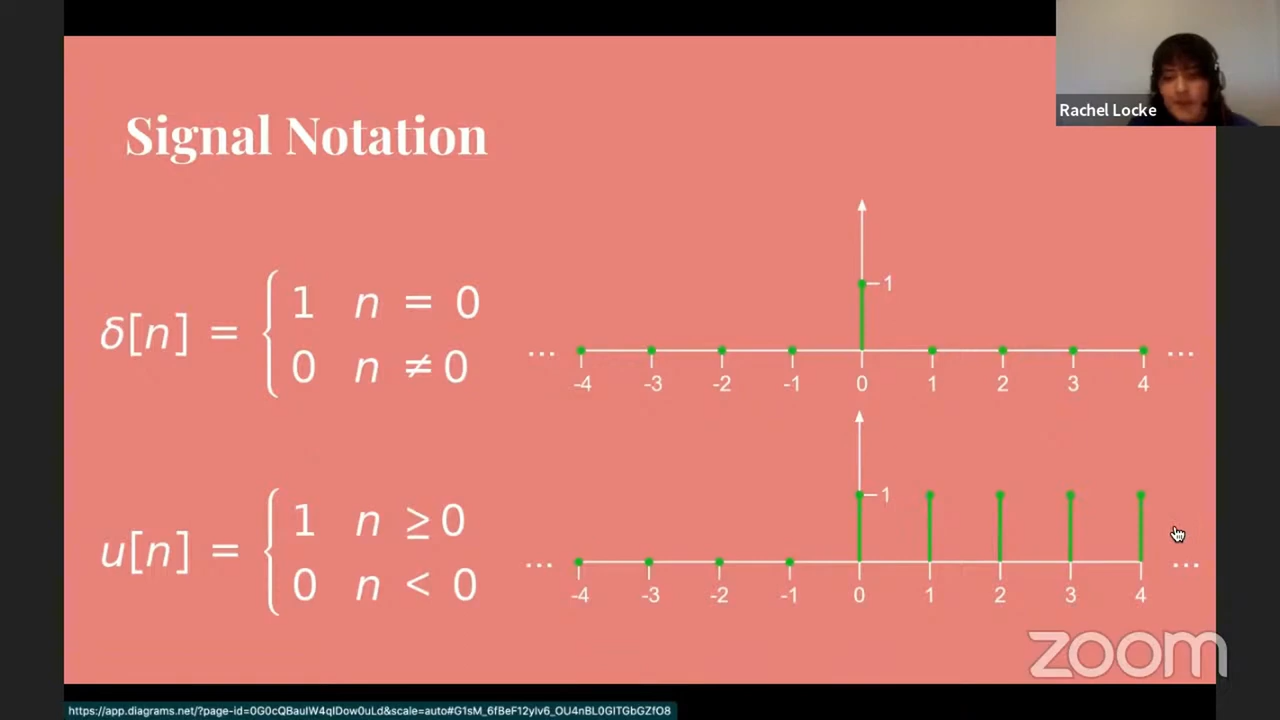 Rachel Locke
Signal Notation
δ[n] = { 1 n = 0
0 n ≠ 0
1
... -4 -3 -2 -1 0 1 2 3 4 ...
u[n] = { 1 n ≥ 0
0 n < 0
1
... -4 -3 -2 -1 0 1 2 3 4 ...
zoom
https://app.diagrams.net/?page-id=0G0cQBauIW4qIDow0uLd&scale=auto#G1sM_6fBeF12yIv6_OU4nBL0GITGbGZfO8